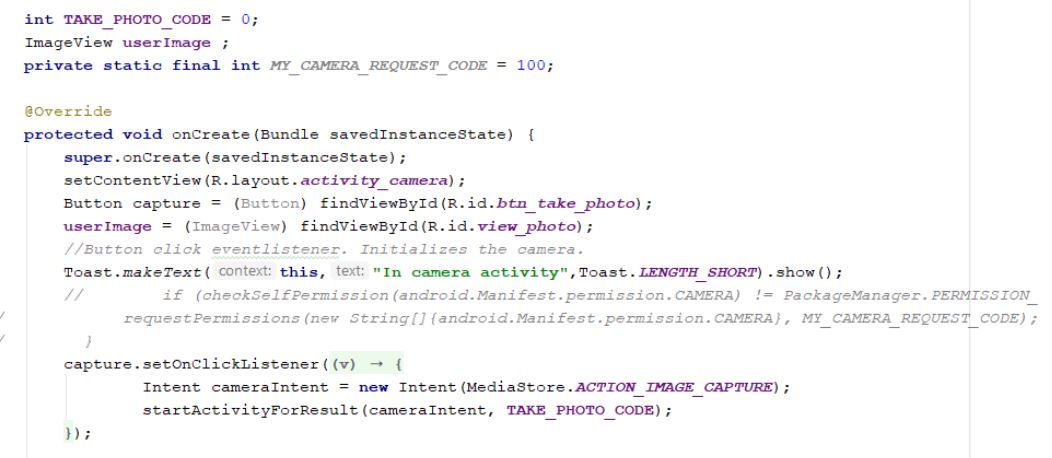 int TAKE_PHOTO_CODE = 0;
ImageView userImage ;
private static final int MY_CAMERA_REQUEST_CODE = 100;
@Override
protected void onCreate(Bundle savedInstanceState) {
super.onCreate(savedInstanceState);
setContentView(R.layout.activity_camera);
Button capture = (Button) findViewById(R.id.btn_take_photo);
userImage = (ImageView) findViewById(R.id.view_photo);
//Button click eventlistener. Initializes the camera.
Toast.makeText( context: this, text: "In camera activity",Toast.LENGTH_SHORT).show();
// if (checkSelfPermission(android.Manifest.permission.CAMERA) != PackageManager.PERMISSION_
/ requestPermissions(new String[]{android.Manifest.permission.CAMERA}, MY_CAMERA_REQUEST_CODE);
/ }
capture.setOnClickListener((v) → {
Intent cameraIntent = new Intent(MediaStore.ACTION_IMAGE_CAPTURE);
startActivityForResult(cameraIntent, TAKE_PHOTO_CODE);
});